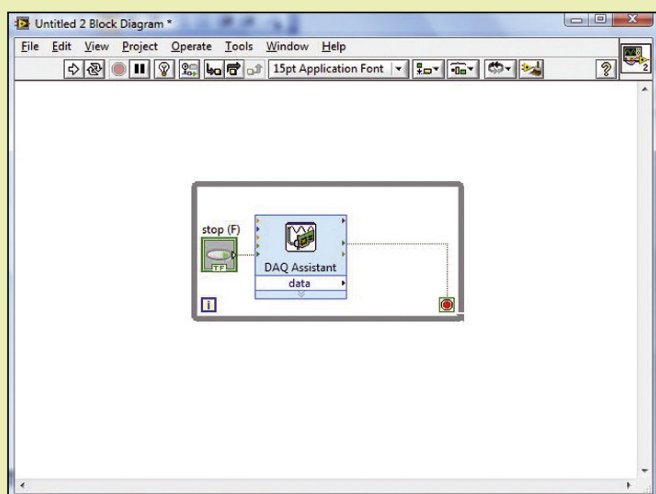 Untitled 2 Block Diagram *
File Edit View Project Operate Tools Window Help
15pt Application Font
2
stop (F)
TF
DAQ Assistant
data
i